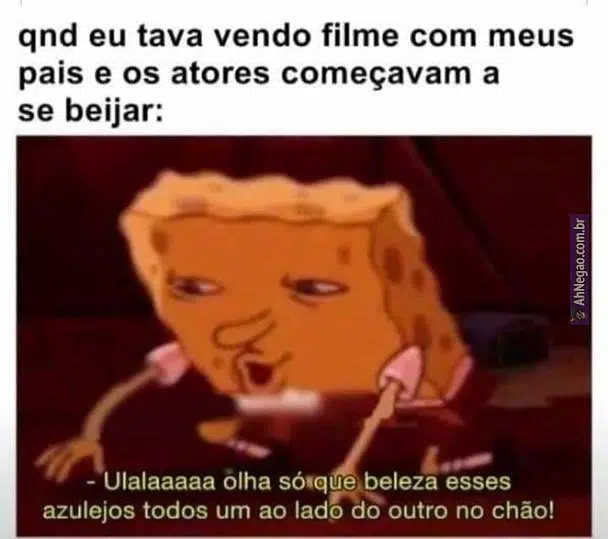 qnd eu tava vendo filme com meus
pais e os atores começavam a
se beijar:
AhNegao.com.br
- Ulalaaaaa olha só que beleza esses
azulejos todos um ao lado do outro no chão!